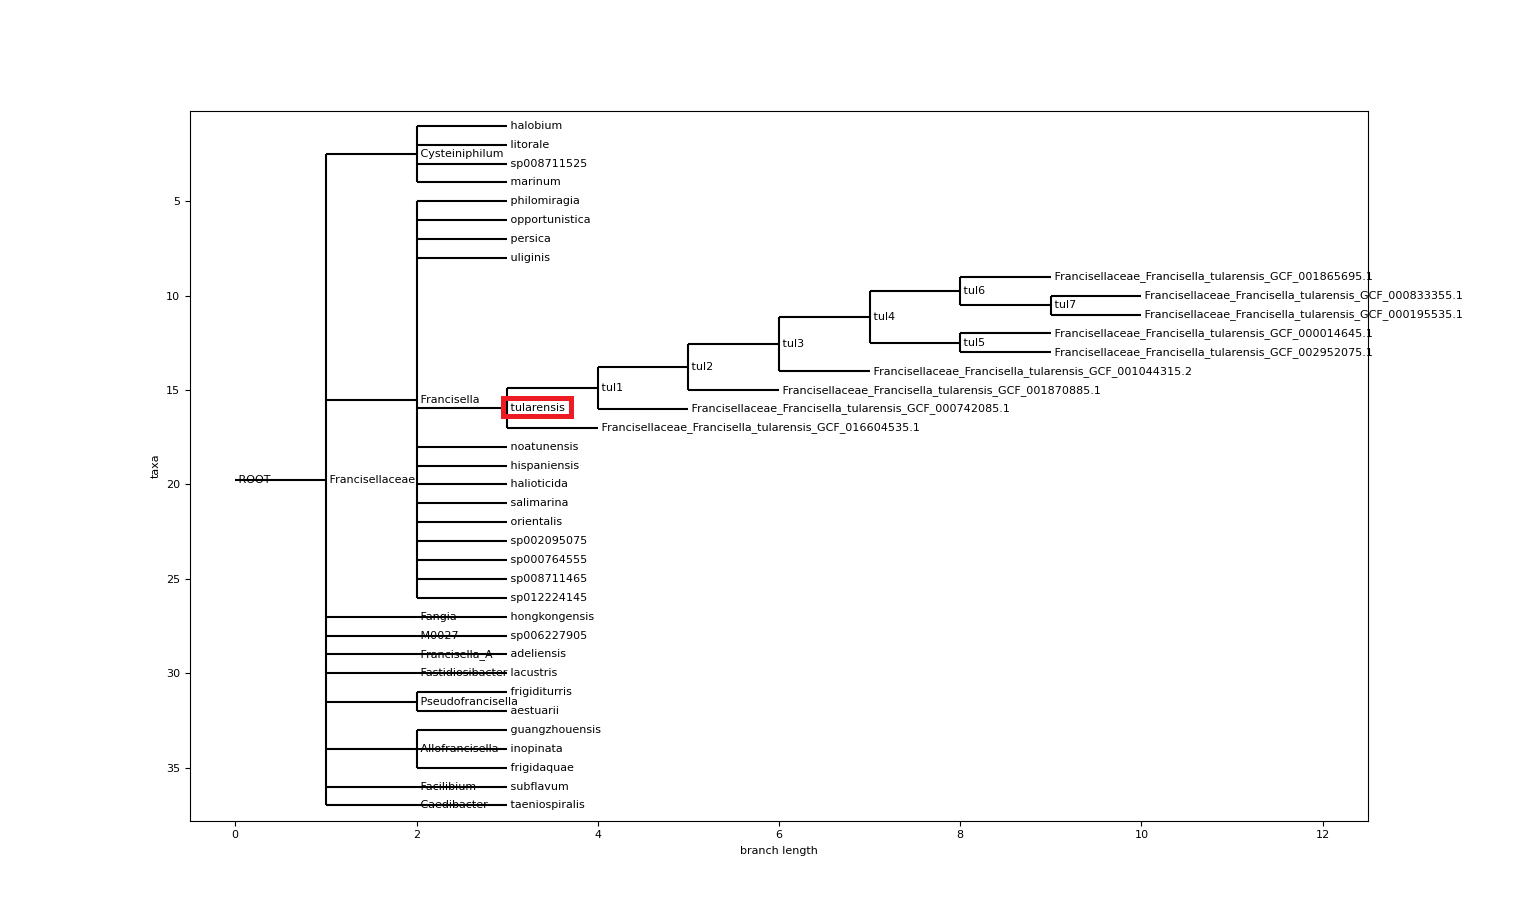 halobium
litorale
Cysteiniphilum
sp008711525
marinum
5
philomiragia
opportunistica
persica
uliginis
Francisellaceae_Francisella_tularensis_GCF_001865695.1
tul6
10
Francisellaceae_Francisella_tularensis_GCF_000833355.1
tul7
Francisellaceae_Francisella_tularensis_GCF_000195535.1
tul4
Francisellaceae_Francisella_tularensis_GCF_000014645.1
tul5
tul3
Francisellaceae_Francisella_tularensis_GCF_002952075.1
tul2
Francisellaceae_Francisella_tularensis_GCF_001044315.2
tul1
15
Francisellaceae_Francisella_tularensis_GCF_001870885.1
Francisella
tularensis
Francisellaceae_Francisella_tularensis_GCF_000742085.1
Francisellaceae_Francisella_tularensis_GCF_016604535.1
noatunensis
taxa
hispaniensis
ROOT
Francisellaceae
20
halioticida
salimarina
orientalis
sp002095075
sp000764555
25
sp008711465
sp012224145
Fangia hongkongensis
M0027 sp006227905
Francisella_A adeliensis
30
Fastidiosibacter lacustris
frigiditurris
Pseudofrancisella
aestuarii
guangzhouensis
Allofrancisella inopinata
35
frigidaquae
Facilibium subflavum
Caedibacter taeniospiralis
0 2 4 6 8 10 12
branch length